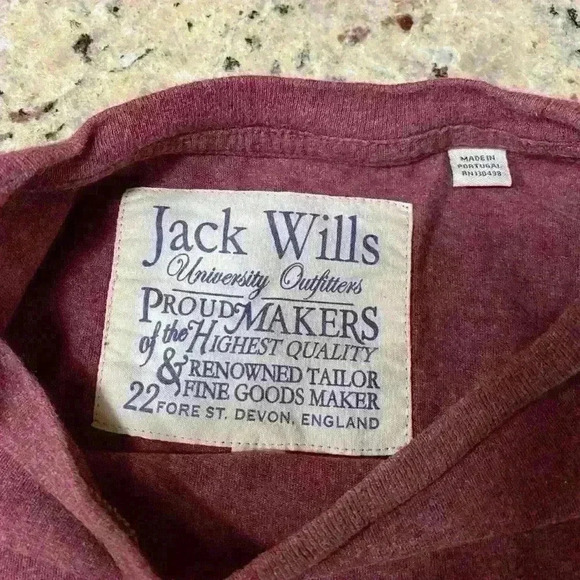 Jack Wills
University Outfitters
PROUD MAKERS
of the HIGHEST QUALITY
& RENOWNED TAILOR
FINE GOODS MAKER
22 FORE ST. DEVON, ENGLAND
MADE IN
PORTUGAL
RN130498